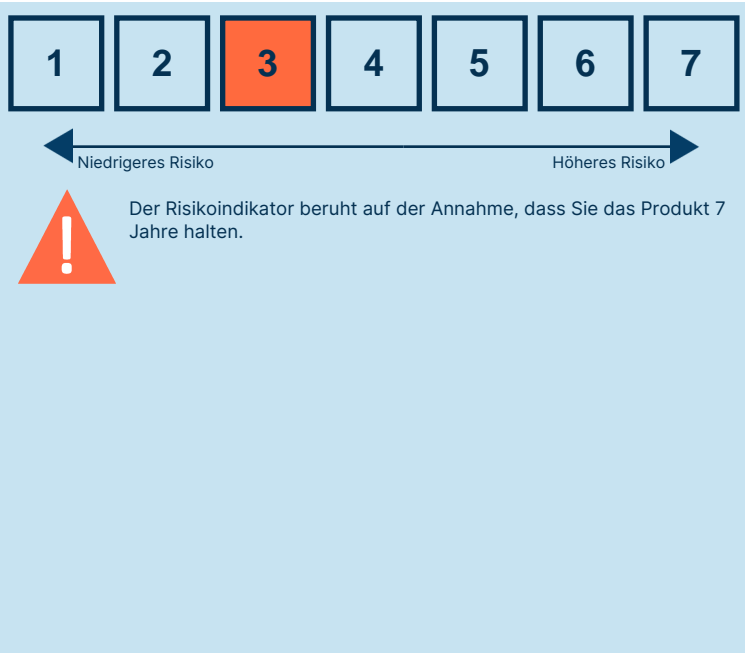 1 2 3 4 5 6 7
Niedrigeres Risiko Höheres Risiko
Der Risikoindikator beruht auf der Annahme, dass Sie das Produkt 7
Jahre halten.